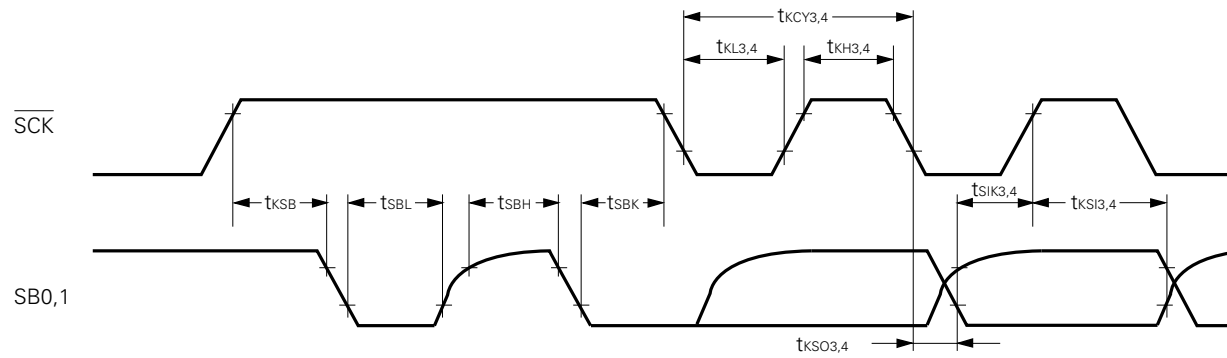 tKCY3,4
tKL3,4 tKH3,4
SCK
tKSB tSBL tSBH tSBK tSIK3,4 tKSI3,4
SB0,1
tKSO3,4